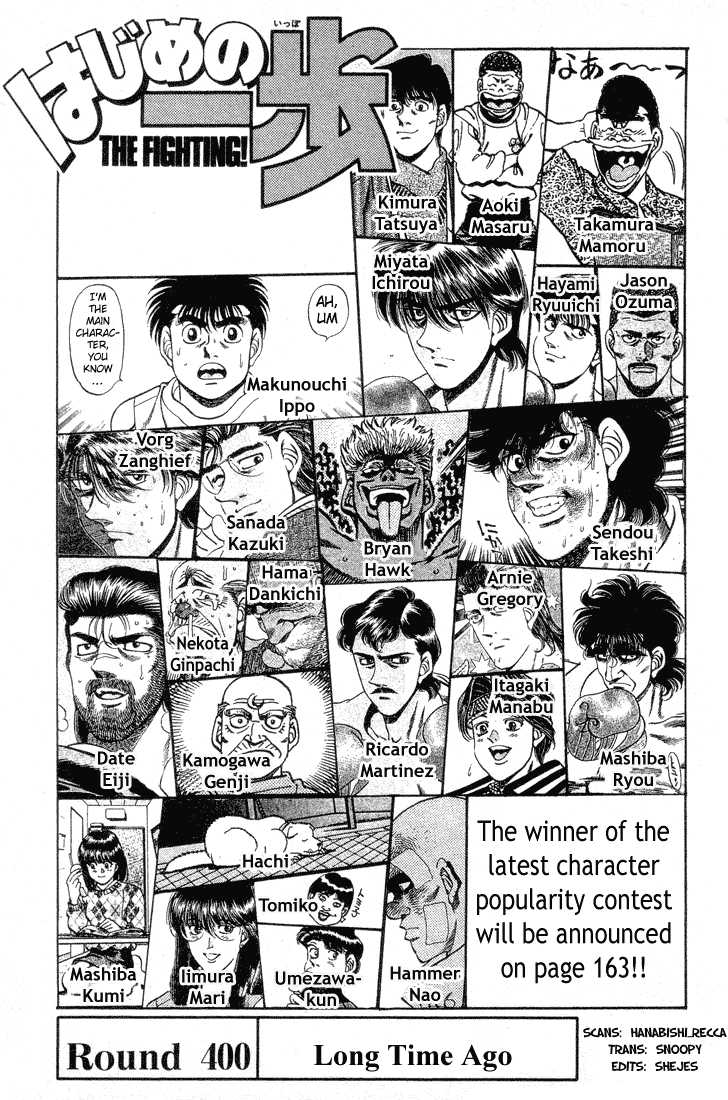 いっぽ
はじめの一歩
THE FIGHTING!
なあ〜〜っ
Kimura
Tatsuya
Aoki
Masaru
Takamura
Mamoru
Miyata
Ichirou
Hayami
Ryuuichi
Jason
Ozuma
AH,
UM
I'M
THE
MAIN
CHARAC-
TER,
YOU
KNOW
...
Makunouchi
Ippo
Vorg
Zanghief
Sanada
Kazuki
Bryan
Hawk
Sendou
Takeshi
Date
Eiji
Nekota
Ginpachi
Hama
Dankichi
Kamogawa
Genji
Ricardo
Martinez
Arnie
Gregory
Itagaki
Manabu
Mashiba
Ryou
Mashiba
Kumi
Hachi
Iimura
Mari
Tomiko
Umezawa-
kun
Hammer
Nao
The winner of the
latest character
popularity contest
will be announced
on page 163!!
Round 400
Long Time Ago
SCANS: HANABISHI_RECCA
TRANS: SNOOPY
EDITS: SHEJES